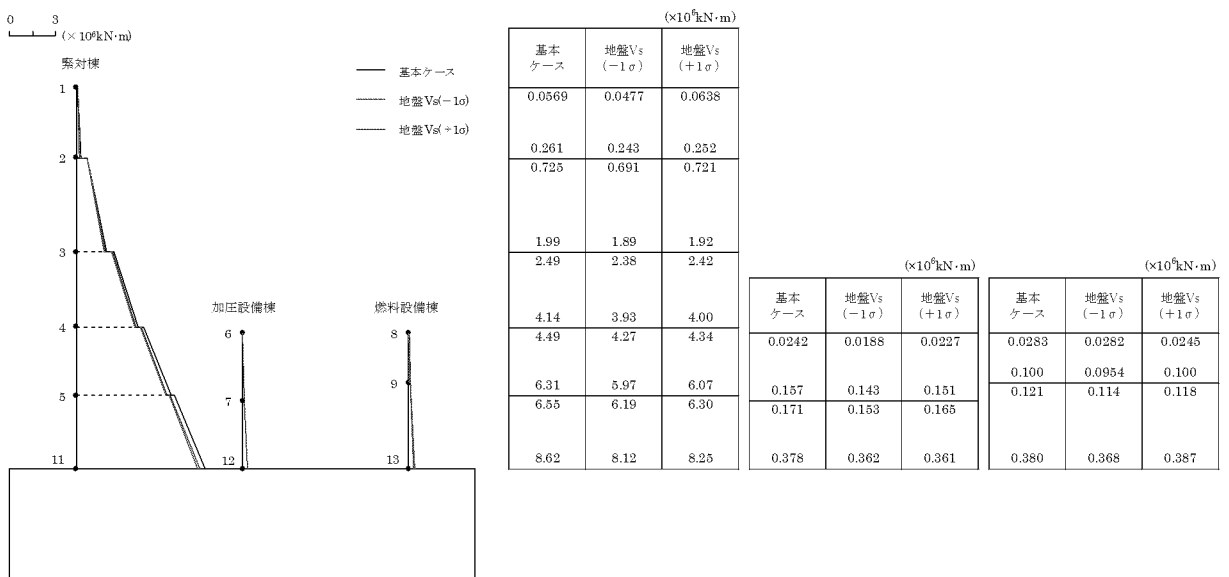 0 3
(×10⁶kN·m)
緊対棟
基本ケース
地盤Vs(-1σ)
地盤Vs(+1σ)
1
2
3
4
5
11
加圧設備棟
6
7
12
燃料設備棟
8
9
13
(×10⁶kN·m)
基本ケース 地盤Vs(-1σ) 地盤Vs(+1σ)
0.0569 0.0477 0.0638
0.261 0.243 0.252
0.725 0.691 0.721
1.99 1.89 1.92
2.49 2.38 2.42
4.14 3.93 4.00
4.49 4.27 4.34
6.31 5.97 6.07
6.55 6.19 6.30
8.62 8.12 8.25
(×10⁶kN·m)
基本ケース 地盤Vs(-1σ) 地盤Vs(+1σ)
0.0242 0.0188 0.0227
0.157 0.143 0.151
0.171 0.153 0.165
0.378 0.362 0.361
(×10⁶kN·m)
基本ケース 地盤Vs(-1σ) 地盤Vs(+1σ)
0.0283 0.0282 0.0245
0.100 0.0954 0.100
0.121 0.114 0.118
0.380 0.368 0.387